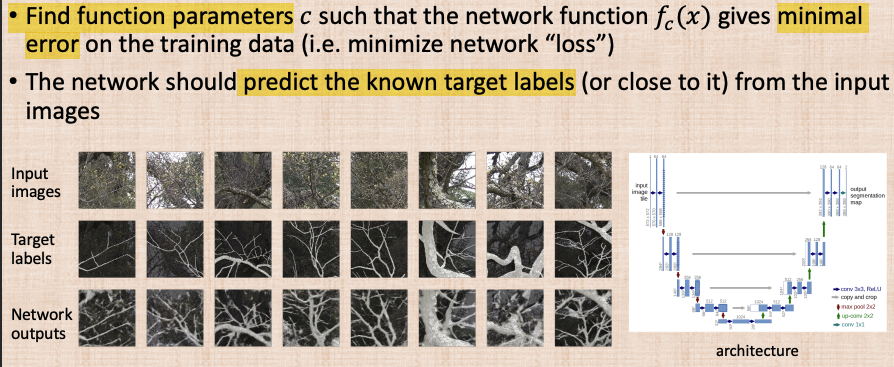 • Find function parameters c such that the network function f_c(x) gives minimal
error on the training data (i.e. minimize network “loss”)
• The network should predict the known target labels (or close to it) from the input
images
Input
images
Target
labels
Network
outputs
input
image
tile
output
segmentation
map
conv 3x3, ReLU
copy and crop
max pool 2x2
up-conv 2x2
conv 1x1
architecture